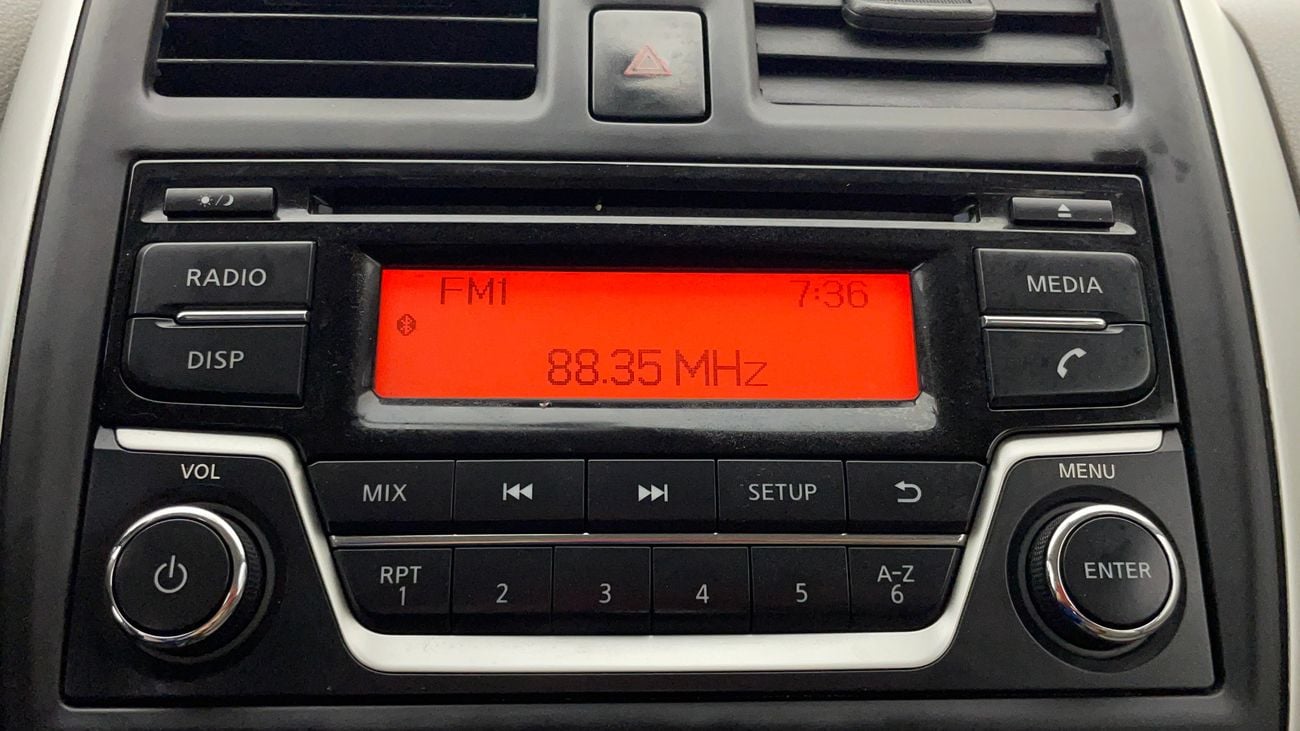 RADIO
DISP
FM1 7:36
88.35 MHz
MEDIA
VOL
MENU
MIX
SETUP
RPT
1
2
3
4
5
A-Z
6
ENTER